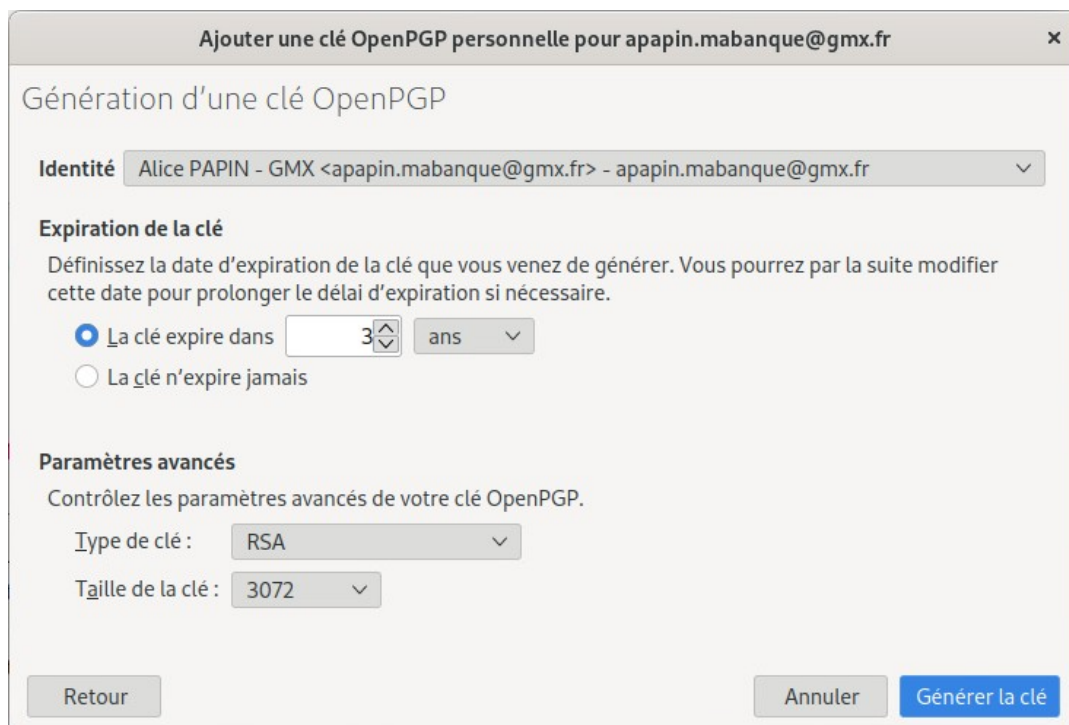 Ajouter une clé OpenPGP personnelle pour apapin.mabanque@gmx.fr ×
Génération d’une clé OpenPGP
Identité Alice PAPIN - GMX <apapin.mabanque@gmx.fr> - apapin.mabanque@gmx.fr
Expiration de la clé
Définissez la date d’expiration de la clé que vous venez de générer. Vous pourrez par la suite modifier
cette date pour prolonger le délai d’expiration si nécessaire.
La clé expire dans 3 ans
La clé n’expire jamais
Paramètres avancés
Contrôlez les paramètres avancés de votre clé OpenPGP.
Type de clé : RSA
Taille de la clé : 3072
Retour Annuler Générer la clé